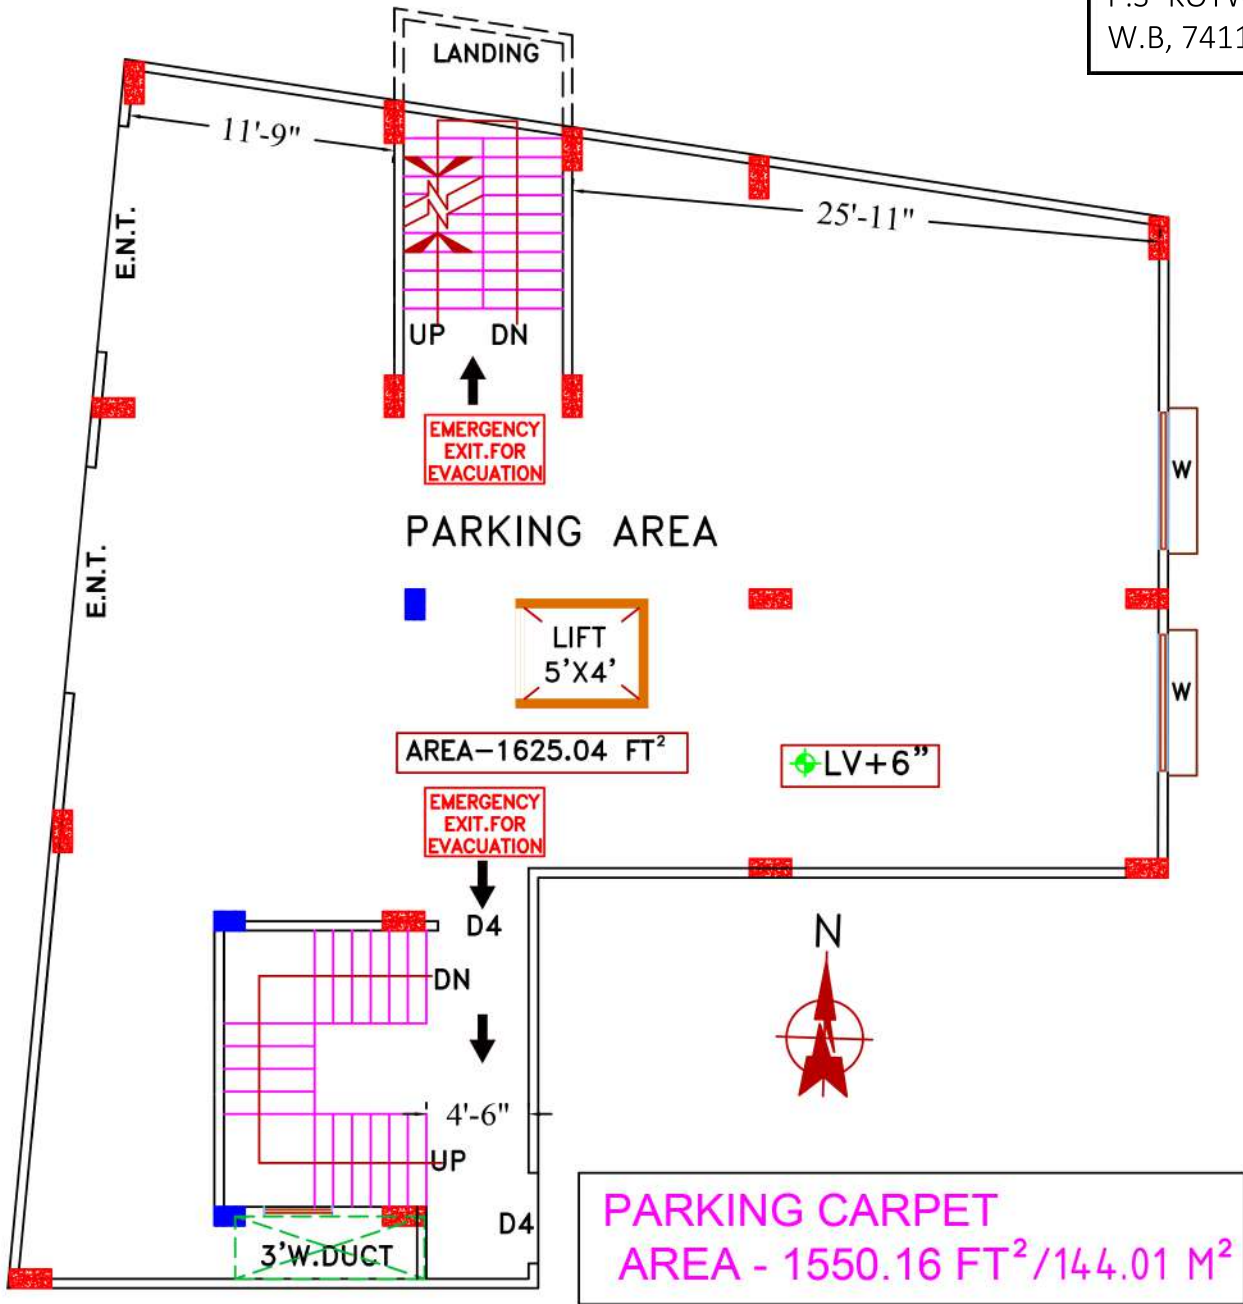 W.B, 7411
LANDING
11'-9"
25'-11"
E.N.T.
UP DN
EMERGENCY
EXIT.FOR
EVACUATION
W
PARKING AREA
E.N.T.
LIFT
5'X4'
W
AREA-1625.04 FT²
LV+6"
EMERGENCY
EXIT.FOR
EVACUATION
D4
N
DN
4'-6"
UP
D4
3'W.DUCT
PARKING CARPET
AREA - 1550.16 FT²/144.01 M²